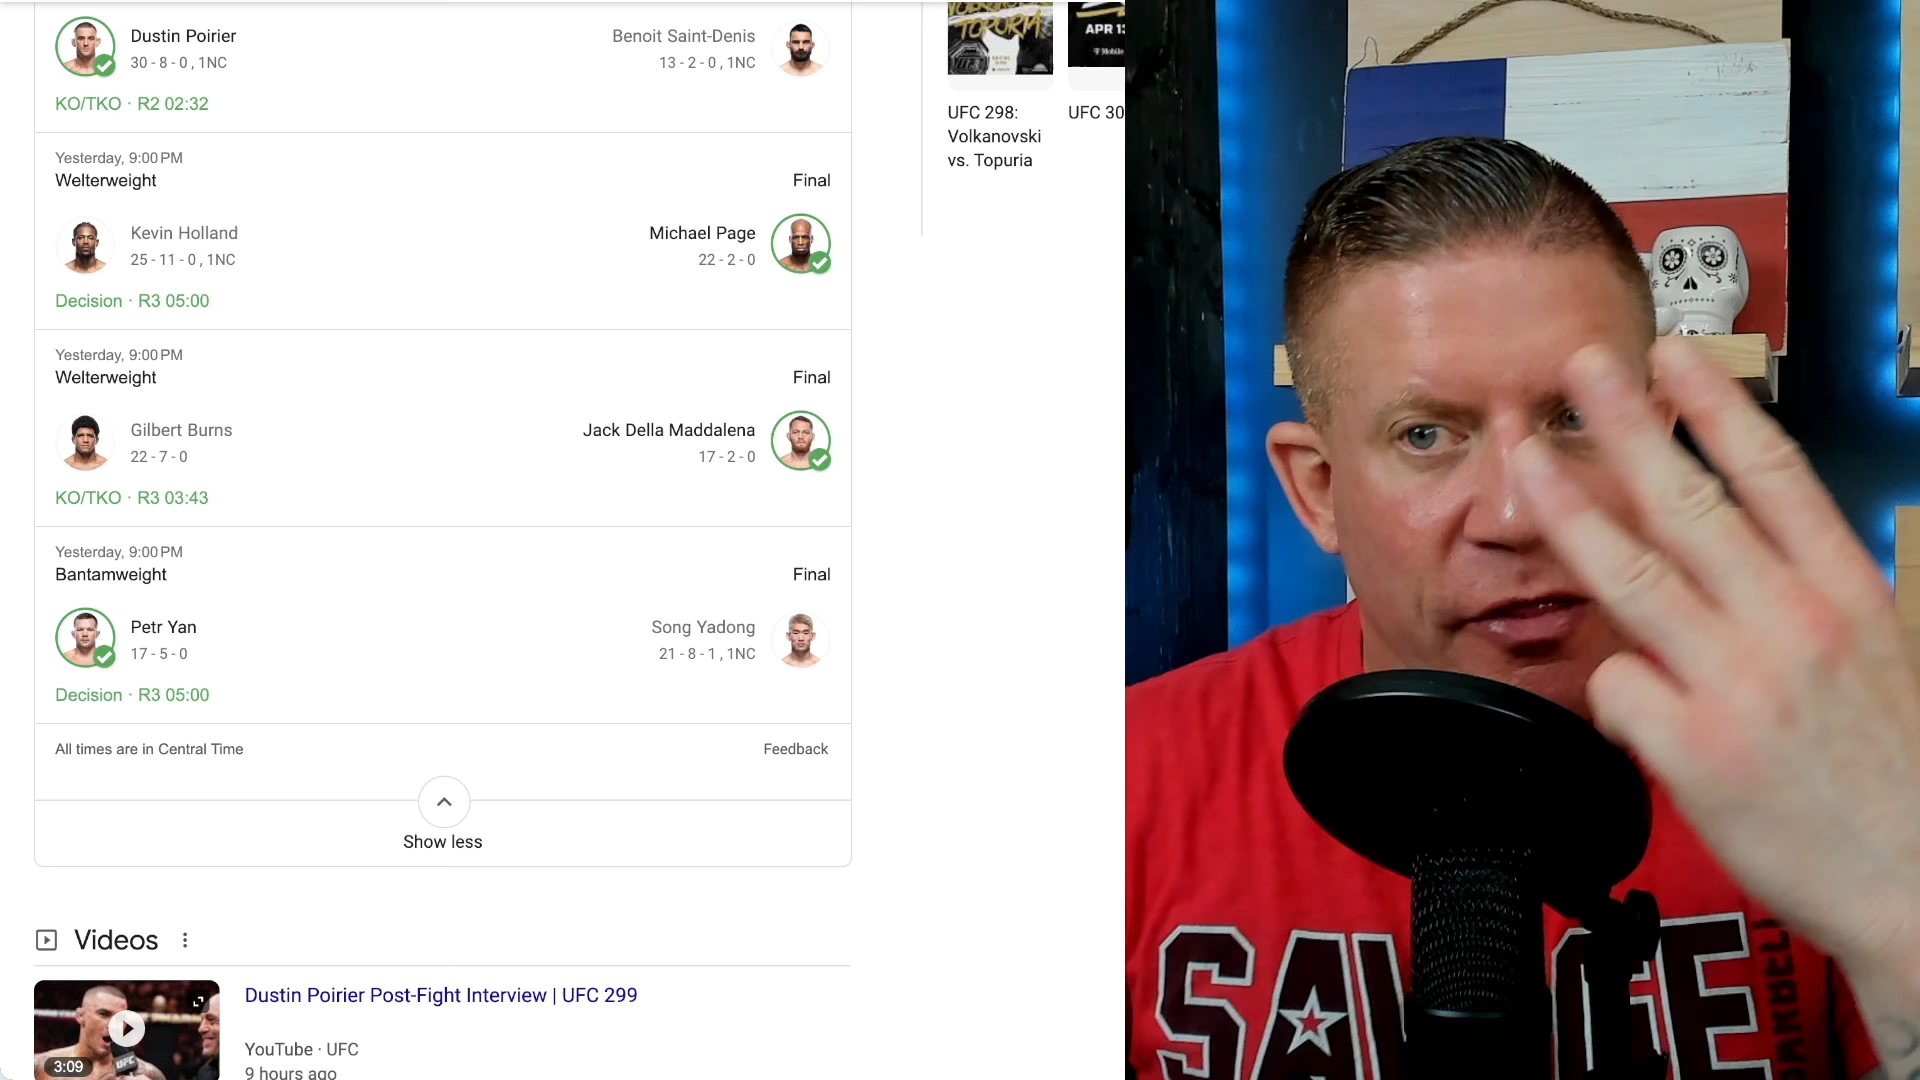 Dustin Poirier
30 - 8 - 0 , 1NC
Benoit Saint-Denis
13 - 2 - 0 , 1NC
KO/TKO · R2 02:32
Yesterday, 9:00 PM
Welterweight
Final
Kevin Holland
25 - 11 - 0 , 1NC
Michael Page
22 - 2 - 0
Decision · R3 05:00
Yesterday, 9:00 PM
Welterweight
Final
Gilbert Burns
22 - 7 - 0
Jack Della Maddalena
17 - 2 - 0
KO/TKO · R3 03:43
Yesterday, 9:00 PM
Bantamweight
Final
Petr Yan
17 - 5 - 0
Song Yadong
21 - 8 - 1 , 1NC
Decision · R3 05:00
All times are in Central Time
Feedback
Show less
Videos
Dustin Poirier Post-Fight Interview | UFC 299
YouTube · UFC
9 hours ago
3:09
UFC
TOPURIA
APR 13
T Mobile
UFC 298:
Volkanovski
vs. Topuria
UFC 30